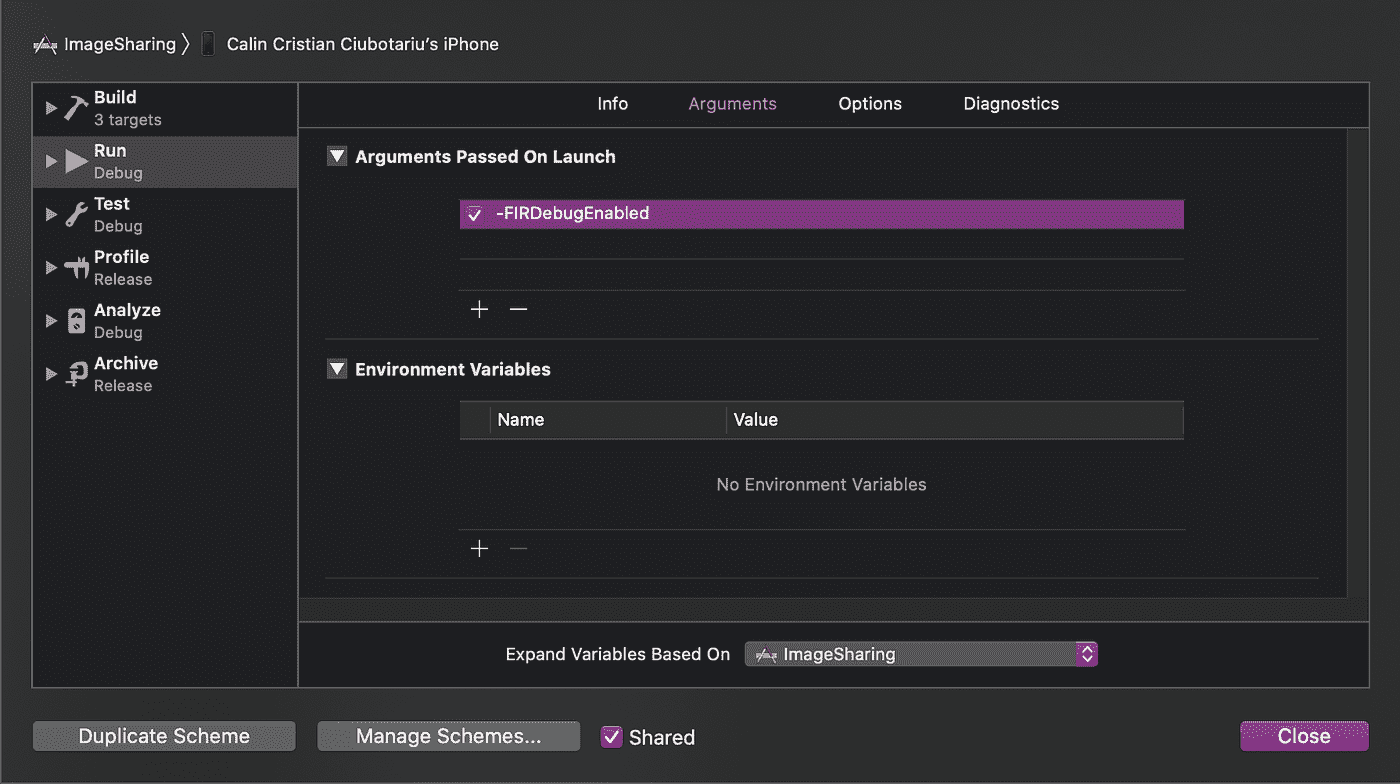 ImageSharing Calin Cristian Ciubotariu’s iPhone
Build
3 targets
Run
Debug
Test
Debug
Profile
Release
Analyze
Debug
Archive
Release
Info Arguments Options Diagnostics
Arguments Passed On Launch
-FIRDebugEnabled
Environment Variables
Name Value
No Environment Variables
Expand Variables Based On ImageSharing
Duplicate Scheme Manage Schemes... Shared Close